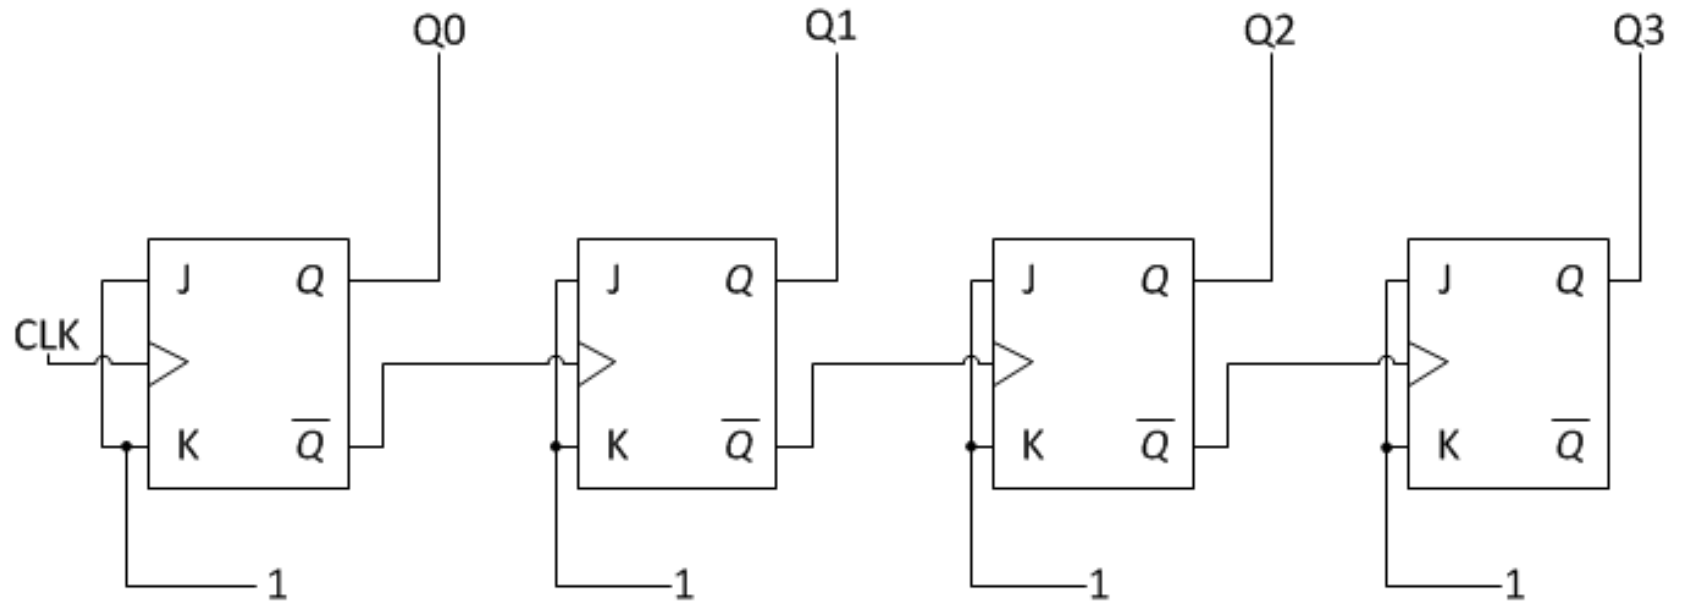 Q0 Q1 Q2 Q3
J Q J Q J Q J Q
CLK
K Q̅ K Q̅ K Q̅ K Q̅
1 1 1 1